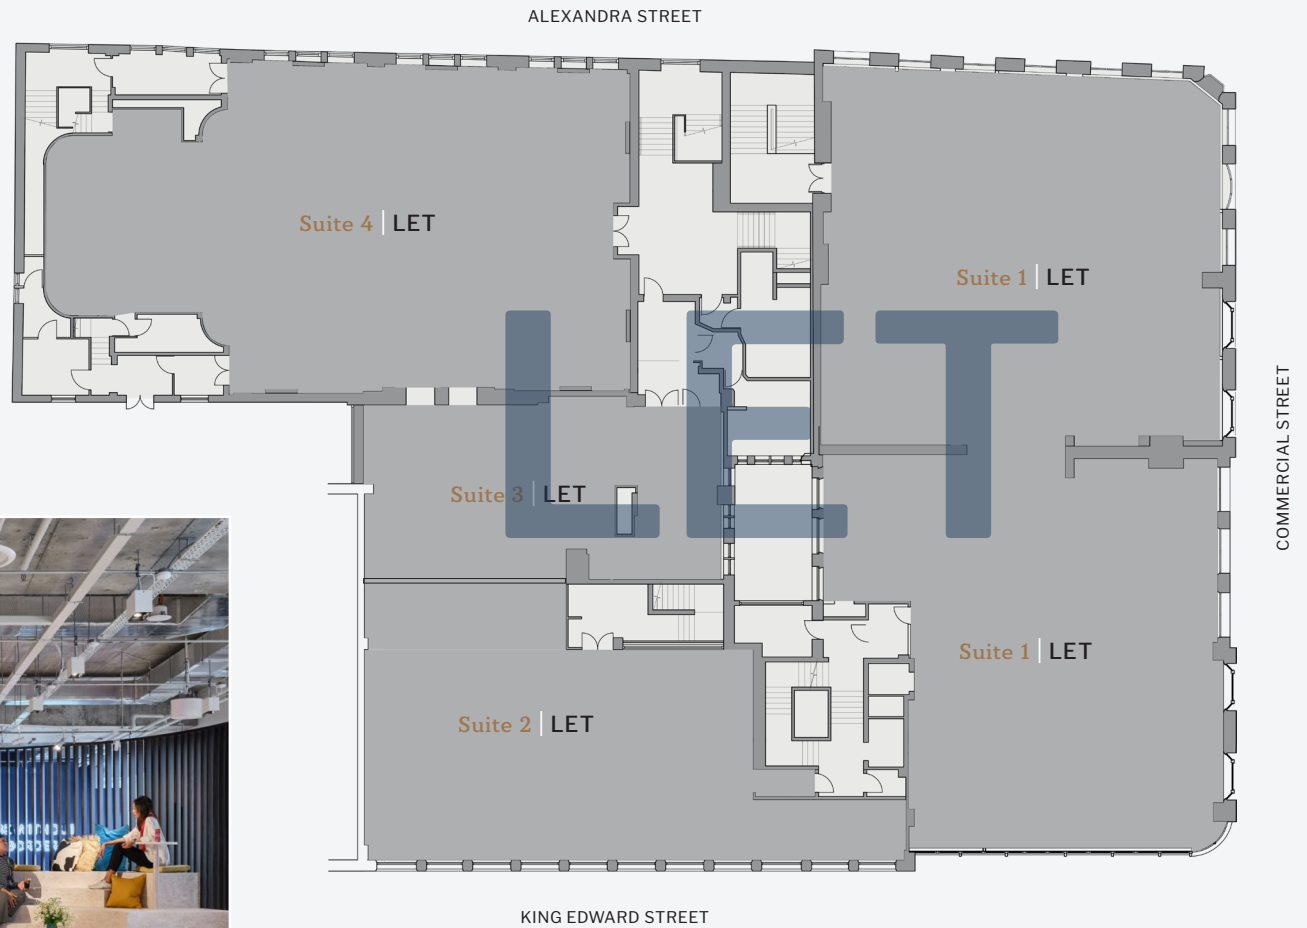 ALEXANDRA STREET
Suite 4 | LET
Suite 1 | LET
LET
COMMERCIAL STREET
Suite 3 | LET
Suite 1 | LET
Suite 2 | LET
KING EDWARD STREET